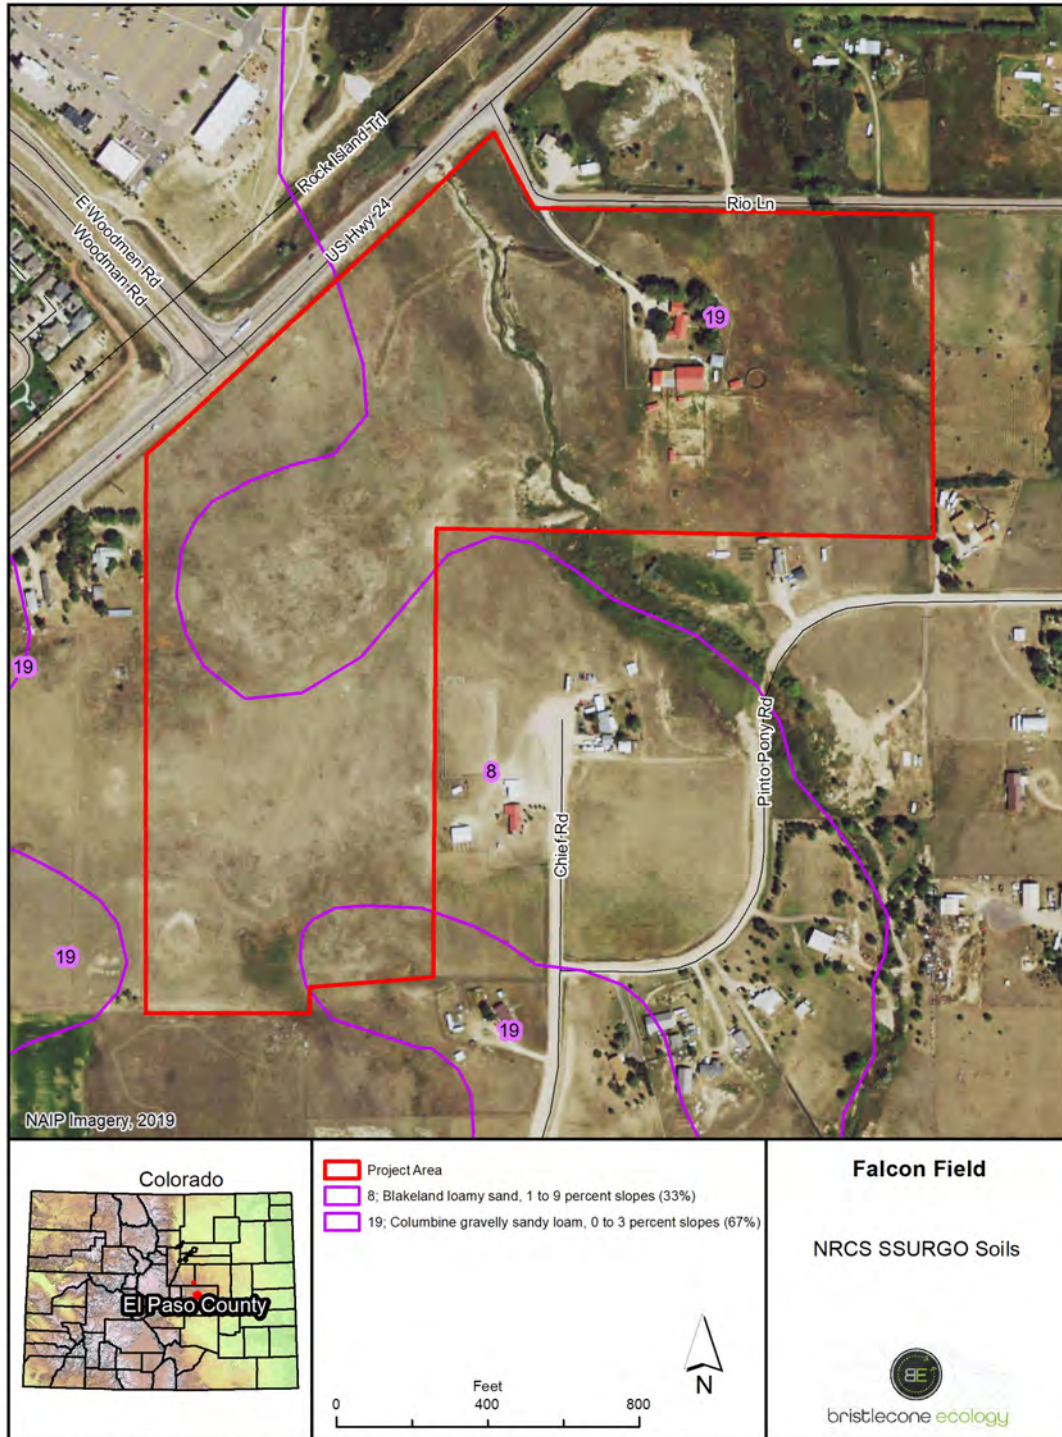 Rock Island Trl
E Woodmen Rd
Woodman Rd
US Hwy 24
Rio Ln
19
19
8
Chief Rd
Pinto Pony Rd
19
19
NAIP Imagery, 2019
Colorado
El Paso County
Project Area
8; Blakeland loamy sand, 1 to 9 percent slopes (33%)
19; Columbine gravelly sandy loam, 0 to 3 percent slopes (67%)
Feet
0 400 800
N
Falcon Field
NRCS SSURGO Soils
BE
bristlecone ecology